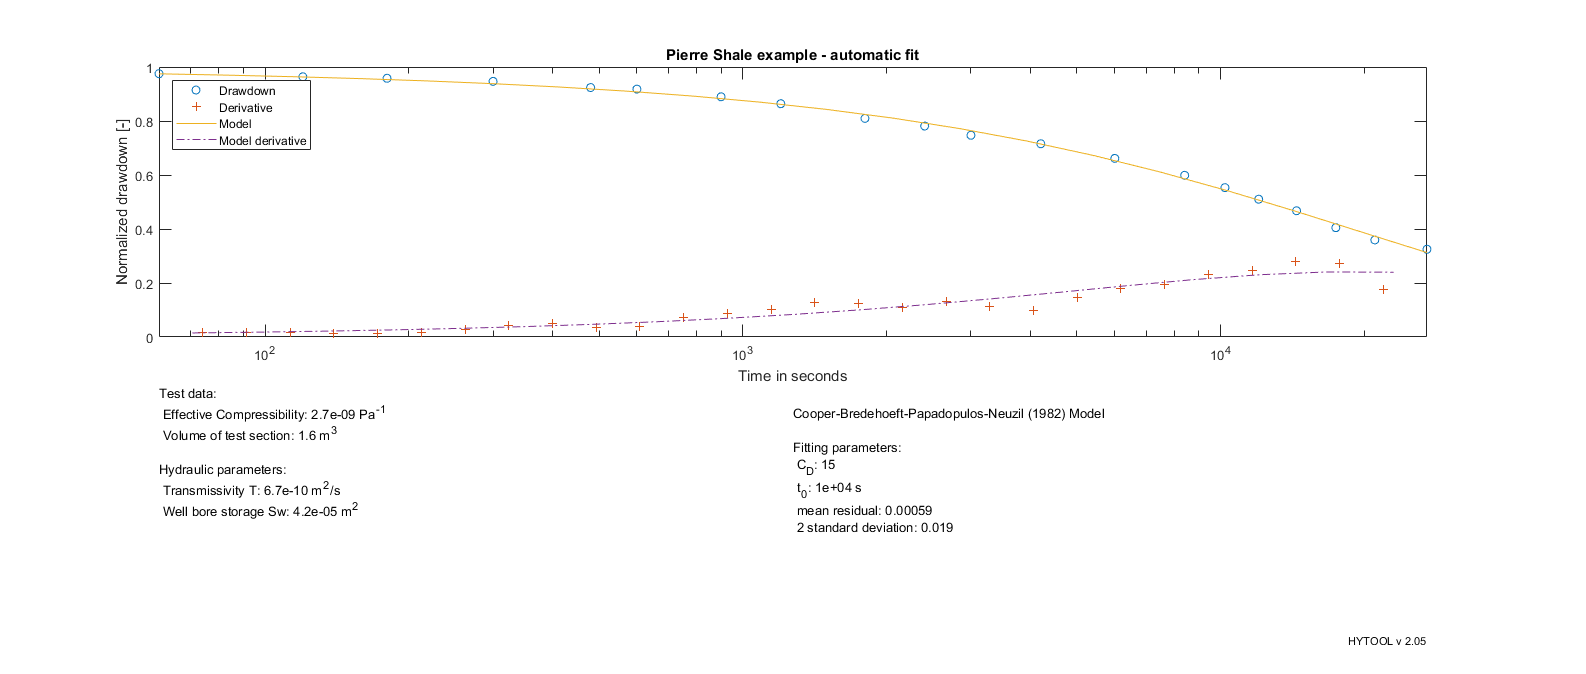 Pierre Shale example - automatic fit
Normalized drawdown [-]
1
0.8
0.6
0.4
0.2
0
Drawdown
Derivative
Model
Model derivative
10²
10³
10⁴
Time in seconds
Test data:
Effective Compressibility: 2.7e-09 Pa⁻¹
Volume of test section: 1.6 m³
Hydraulic parameters:
Transmissivity T: 6.7e-10 m²/s
Well bore storage Sw: 4.2e-05 m²
Cooper-Bredehoeft-Papadopulos-Neuzil (1982) Model
Fitting parameters:
C_D: 15
t₀: 1e+04 s
mean residual: 0.00059
2 standard deviation: 0.019
HYTOOL v 2.05